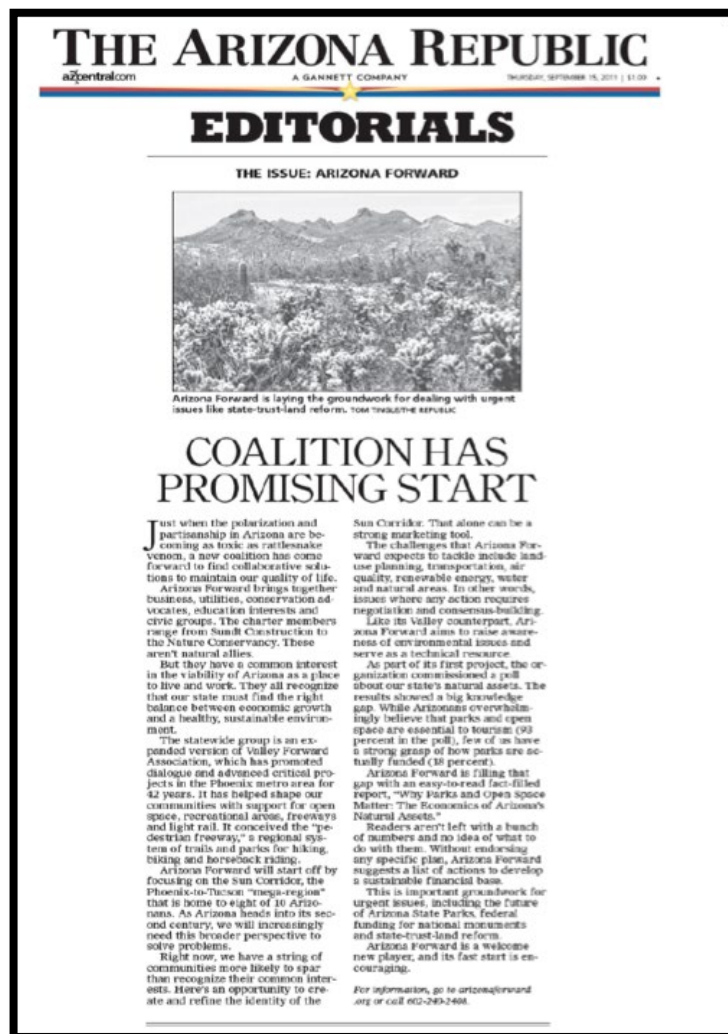 THE ARIZONA REPUBLIC
azcentral.com
A GANNETT COMPANY
THURSDAY, SEPTEMBER 15, 2011 | $1.00
EDITORIALS
THE ISSUE: ARIZONA FORWARD
Arizona Forward is laying the groundwork for dealing with urgent
issues like state-trust-land reform. TOM TINGLE/THE REPUBLIC
COALITION HAS
PROMISING START
Just when the polarization and
partisanship in Arizona are be-
coming as toxic as rattlesnake
venom, a new coalition has come
forward to find collaborative solu-
tions to maintain our quality of life.
Arizona Forward brings together
business, utilities, conservation ad-
vocates, education interests and
civic groups. The charter members
range from Sundt Construction to
the Nature Conservancy. These
aren't natural allies.
But they have a common interest
in the viability of Arizona as a place
to live and work. They all recognize
that our state must find the right
balance between economic growth
and a healthy, sustainable environ-
ment.
The statewide group is an ex-
panded version of Valley Forward
Association, which has promoted
dialogue and advanced critical pro-
jects in the Phoenix metro area for
42 years. It has helped shape our
communities with support for open
space, recreational areas, freeways
and light rail. It conceived the "pe-
destrian freeway," a regional sys-
tem of trails and parks for hiking,
biking and horseback riding.
Arizona Forward will start off by
focusing on the Sun Corridor, the
Phoenix-to-Tucson "mega-region"
that is home to eight of 10 Arizo-
nans. As Arizona heads into its sec-
ond century, we will increasingly
need this broader perspective to
solve problems.
Right now, we have a string of
communities more likely to spar
than recognize their common inter-
ests. Here's an opportunity to cre-
ate and refine the identity of the
Sun Corridor. That alone can be a
strong marketing tool.
The challenges that Arizona For-
ward expects to tackle include land-
use planning, transportation, air
quality, renewable energy, water
and natural areas. In other words,
issues where any action requires
negotiation and consensus-building.
Like its Valley counterpart, Ari-
zona Forward aims to raise aware-
ness of environmental issues and
serve as a technical resource.
As part of its first project, the or-
ganization commissioned a poll
about our state's natural assets. The
results showed a big knowledge
gap. While Arizonans overwhelm-
ingly believe that parks and open
space are essential to tourism (93
percent in the poll), few of us have
a strong grasp of how parks are ac-
tually funded (18 percent).
Arizona Forward is filling that
gap with an easy-to-read fact-filled
report, "Why Parks and Open Space
Matter: The Economics of Arizona's
Natural Assets."
Readers aren't left with a bunch
of numbers and no idea of what to
do with them. Without endorsing
any specific plan, Arizona Forward
suggests a list of actions to develop
a sustainable financial base.
This is important groundwork for
urgent issues, including the future
of Arizona State Parks, federal
funding for national monuments
and state-trust-land reform.
Arizona Forward is a welcome
new player, and its fast start is en-
couraging.
For information, go to arizonaforward
.org or call 602-240-2408.